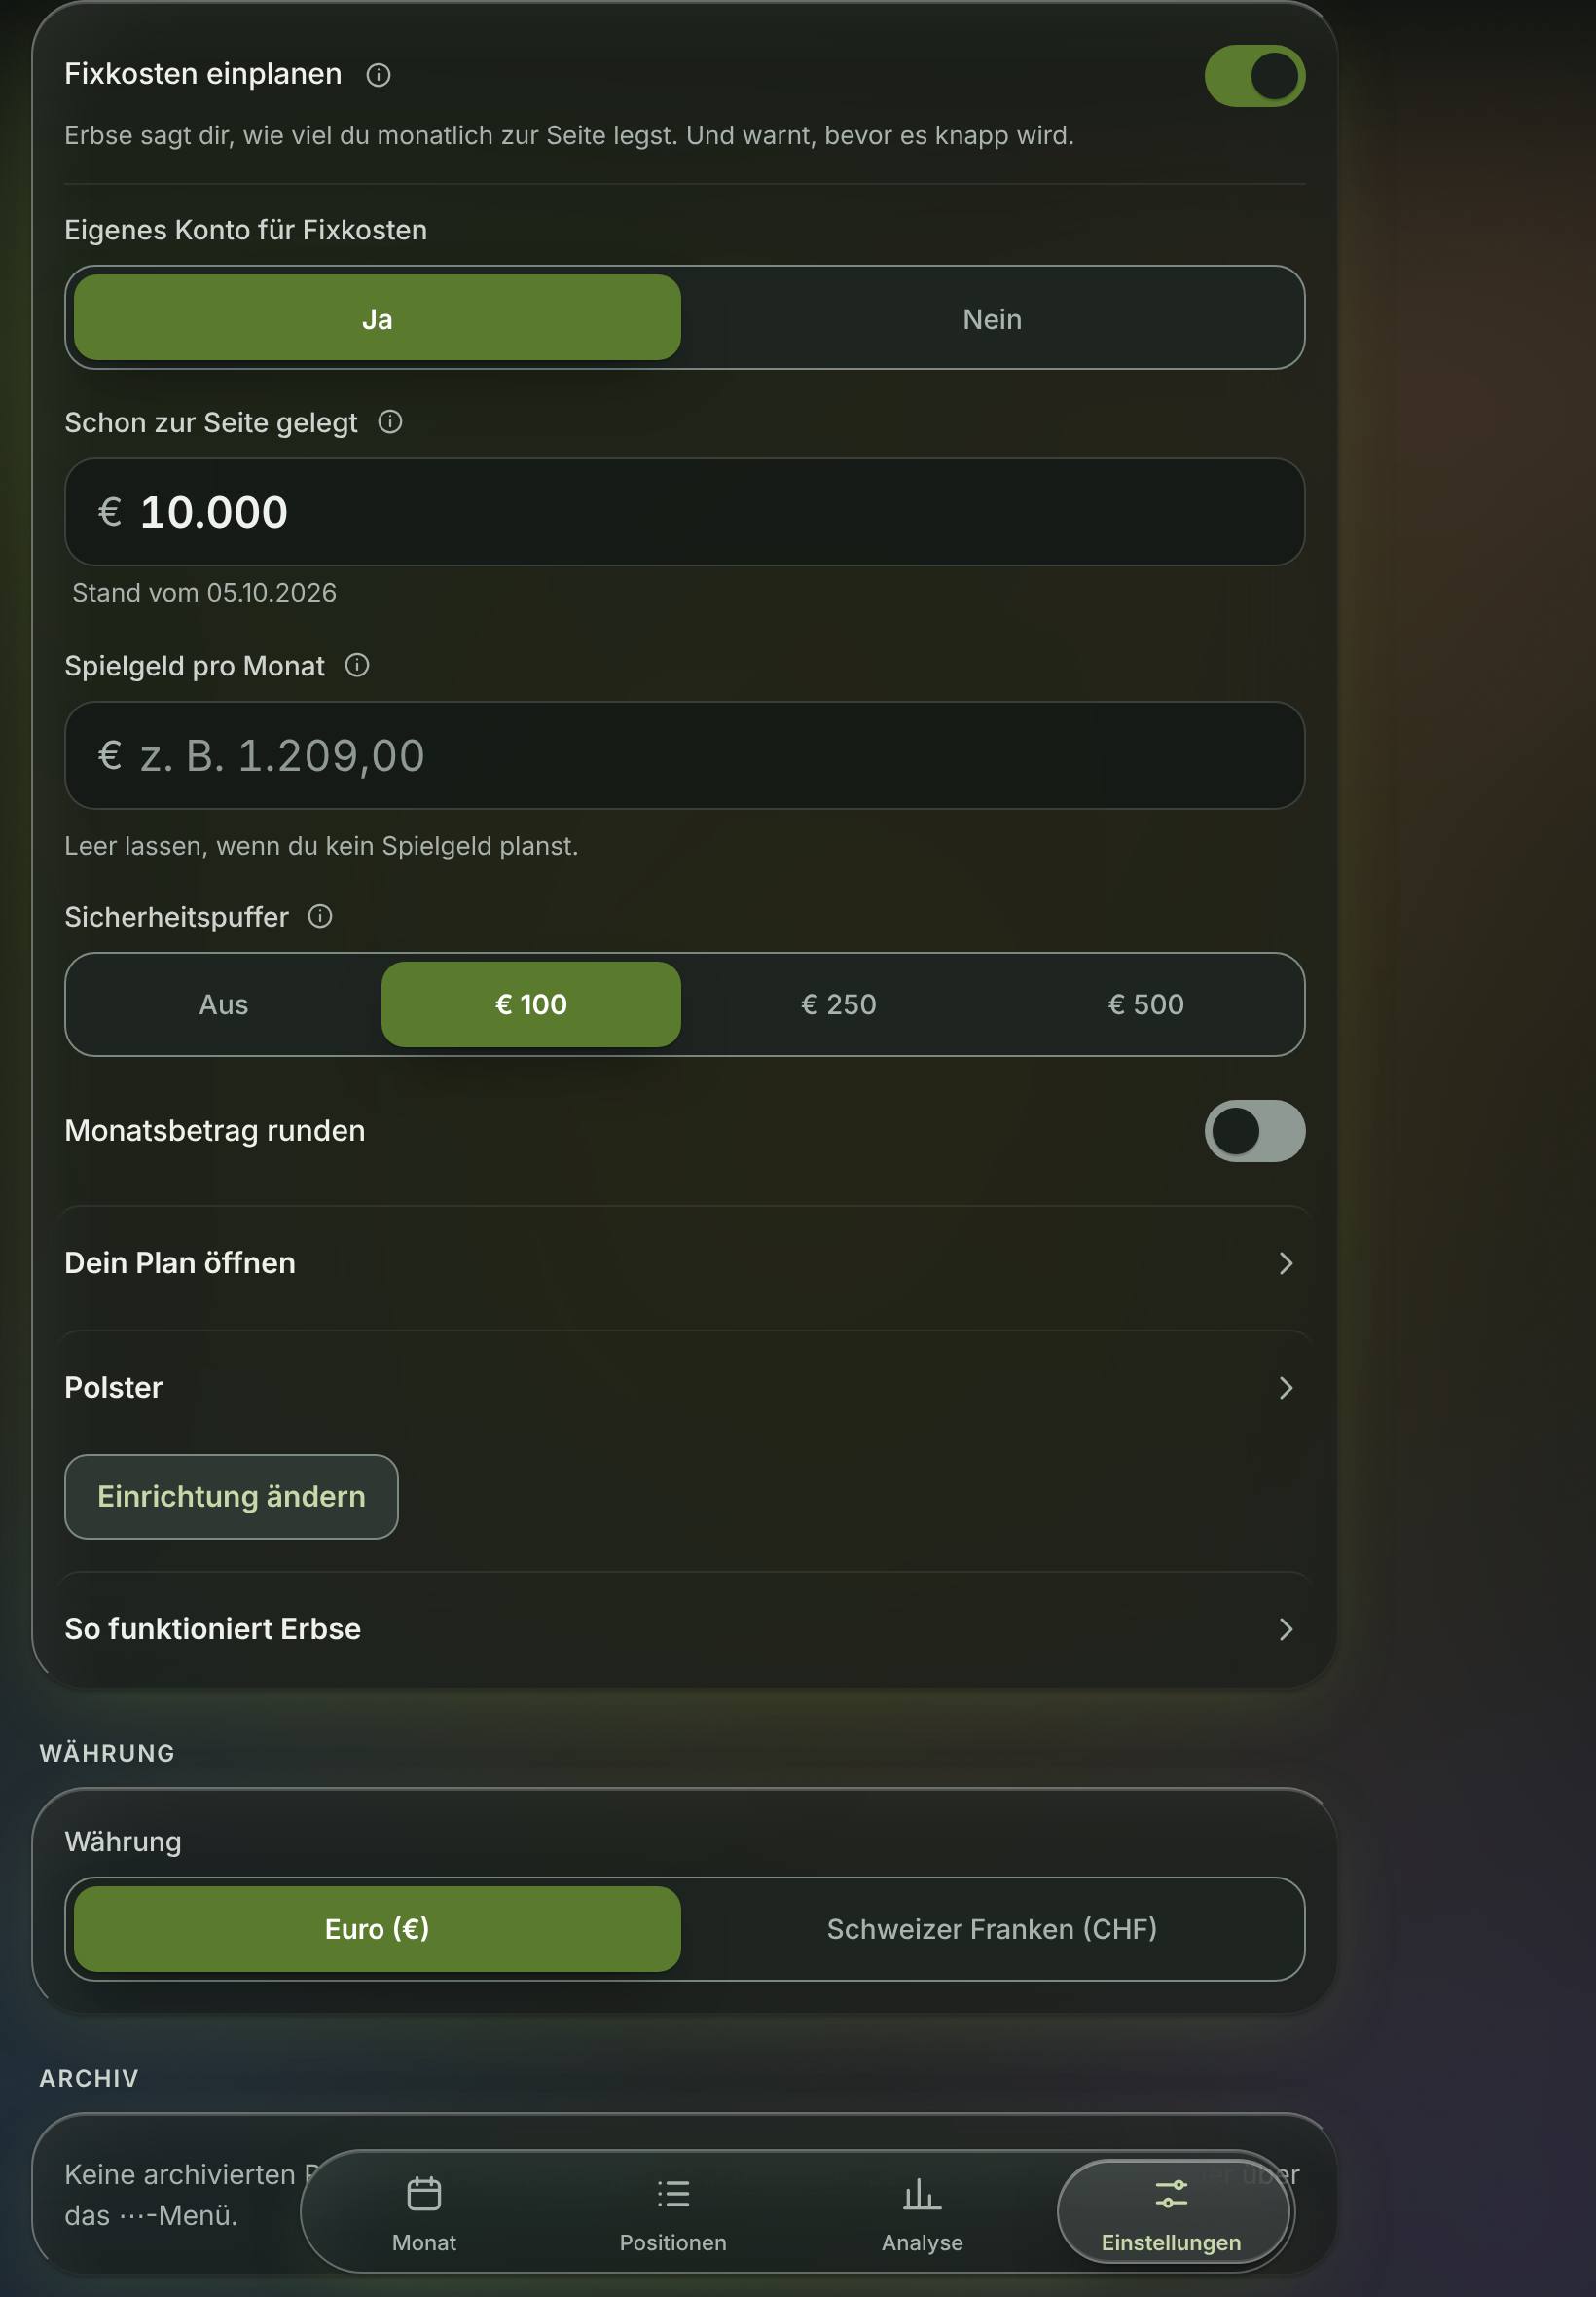 Fixkosten einplanen
Erbse sagt dir, wie viel du monatlich zur Seite legst. Und warnt, bevor es knapp wird.
Eigenes Konto für Fixkosten
Ja
Nein
Schon zur Seite gelegt
€ 10.000
Stand vom 05.10.2026
Spielgeld pro Monat
€ z. B. 1.209,00
Leer lassen, wenn du kein Spielgeld planst.
Sicherheitspuffer
Aus
€ 100
€ 250
€ 500
Monatsbetrag runden
Dein Plan öffnen
Polster
Einrichtung ändern
So funktioniert Erbse
WÄHRUNG
Währung
Euro (€)
Schweizer Franken (CHF)
ARCHIV
Keine archivierten
über
das ···-Menü.
Monat
Positionen
Analyse
Einstellungen